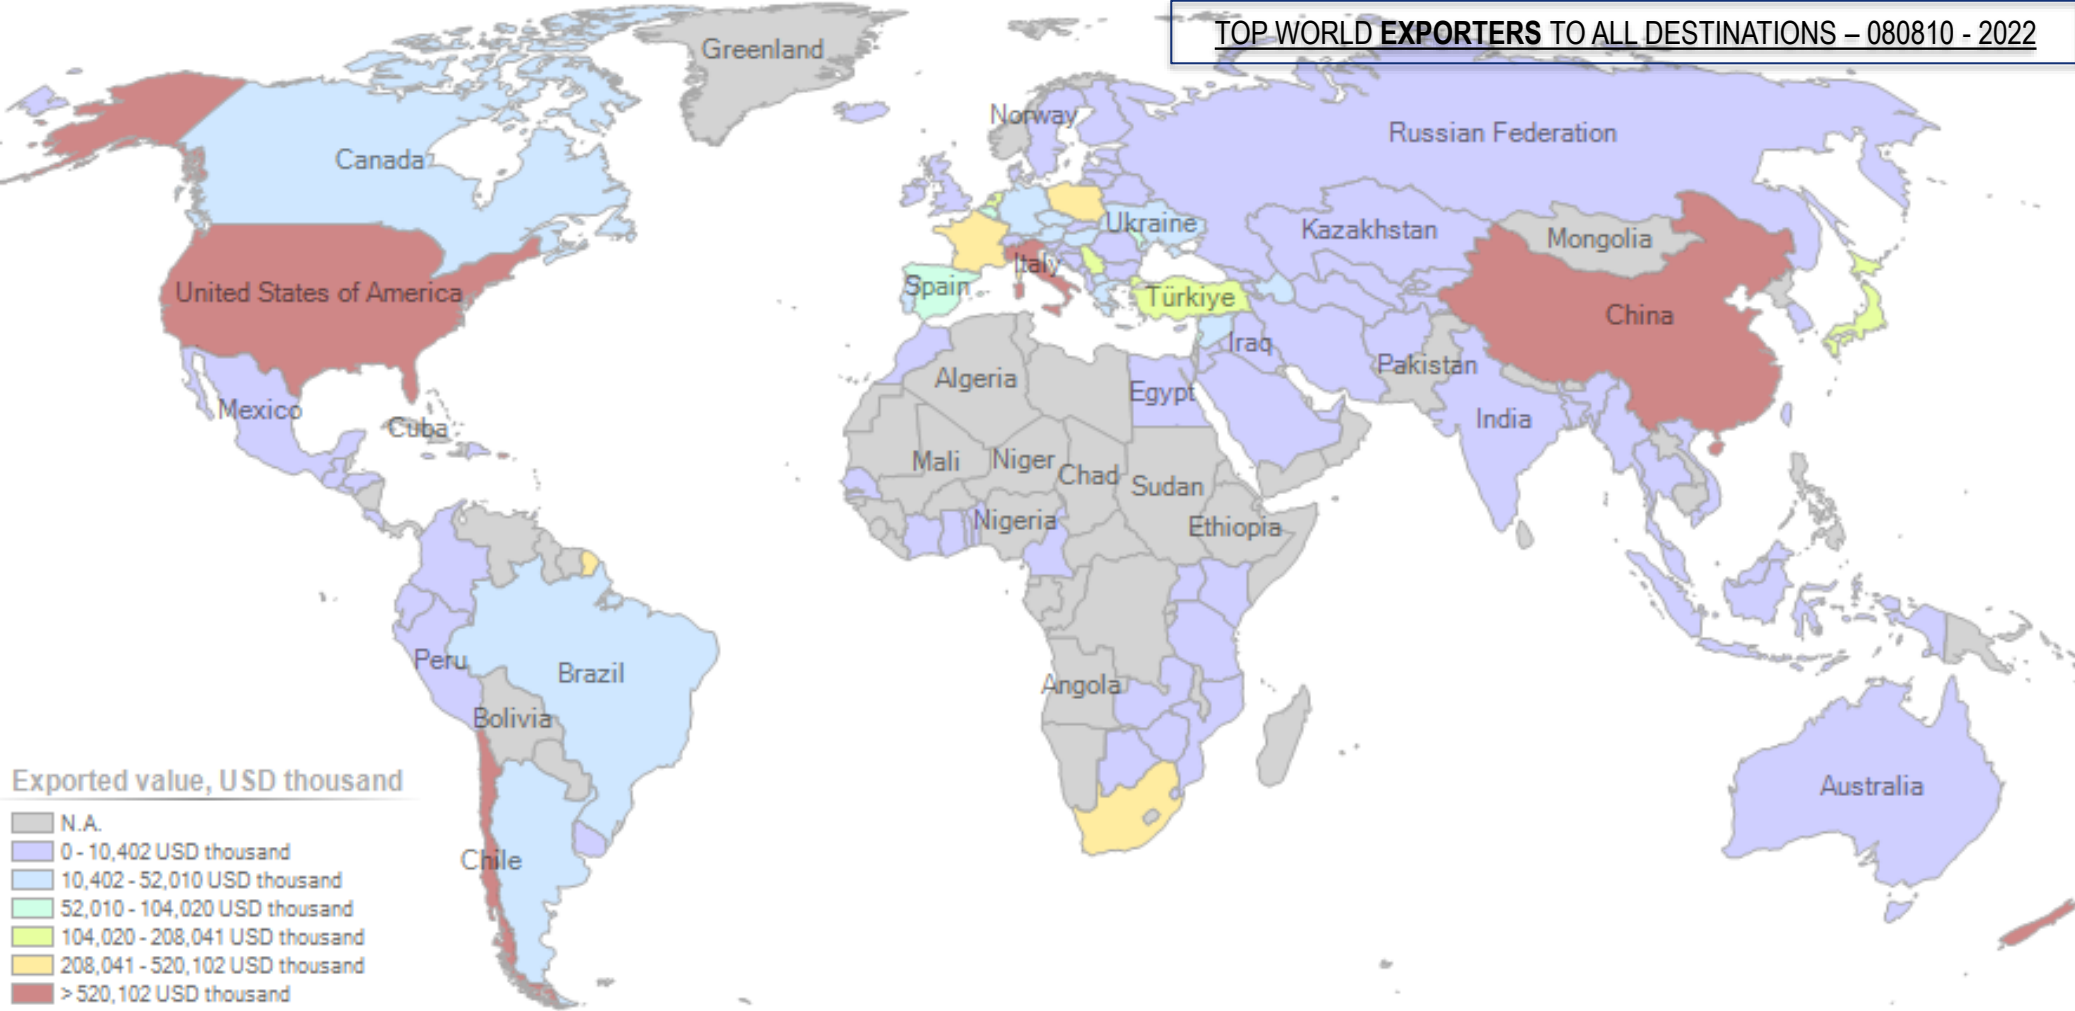 TOP WORLD EXPORTERS TO ALL DESTINATIONS – 080810 - 2022
Greenland
Norway
Russian Federation
Canada
Ukraine
Kazakhstan
Mongolia
Italy
Spain
Türkiye
United States of America
China
Iraq
Pakistan
Algeria
Egypt
Mexico
Cuba
India
Mali
Niger
Chad
Sudan
Nigeria
Ethiopia
Peru
Brazil
Angola
Bolivia
Australia
Chile
Exported value, USD thousand
N.A.
0 - 10,402 USD thousand
10,402 - 52,010 USD thousand
52,010 - 104,020 USD thousand
104,020 - 208,041 USD thousand
208,041 - 520,102 USD thousand
> 520,102 USD thousand